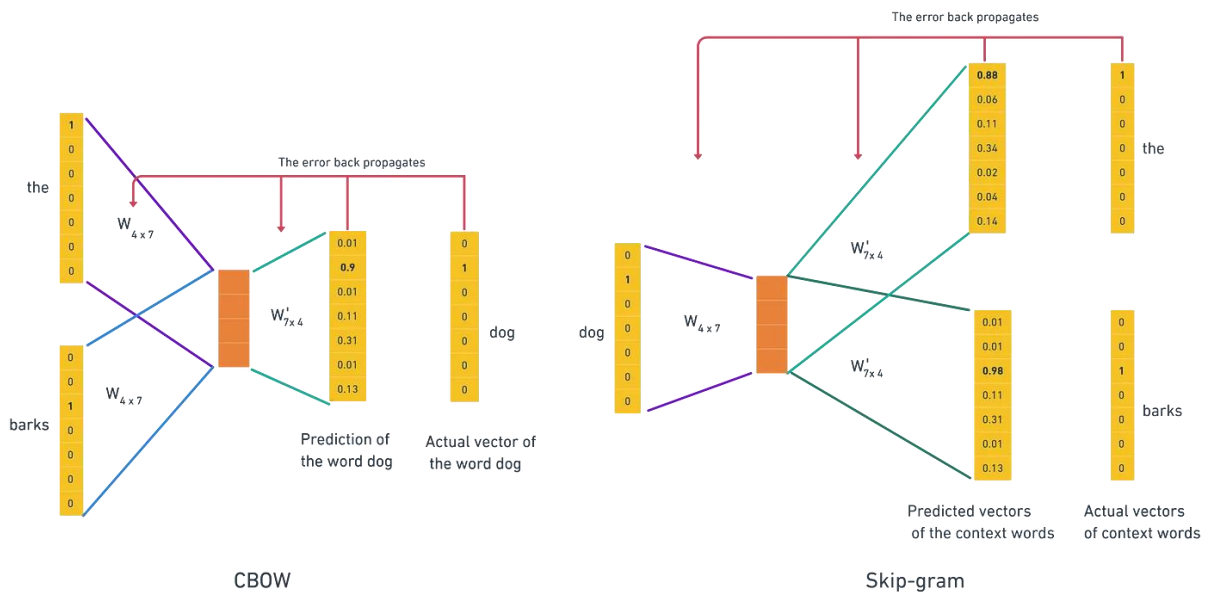 The error back propagates
1
0
0
0
0
0
0
the
W4 x 7
The error back propagates
0
0
1
0
0
0
0
barks
W4 x 7
W'7x 4
0.01
0.9
0.01
0.11
0.31
0.01
0.13
0
1
0
0
0
0
0
dog
Prediction of
the word dog
Actual vector of
the word dog
CBOW
0
1
0
0
0
0
0
dog
W4 x 7
W'7x 4
W'7x 4
0.88
0.06
0.11
0.34
0.02
0.04
0.14
1
0
0
0
0
0
0
the
0.01
0.01
0.98
0.11
0.31
0.01
0.13
0
0
1
0
0
0
0
barks
Predicted vectors
of the context words
Actual vectors
of context words
Skip-gram